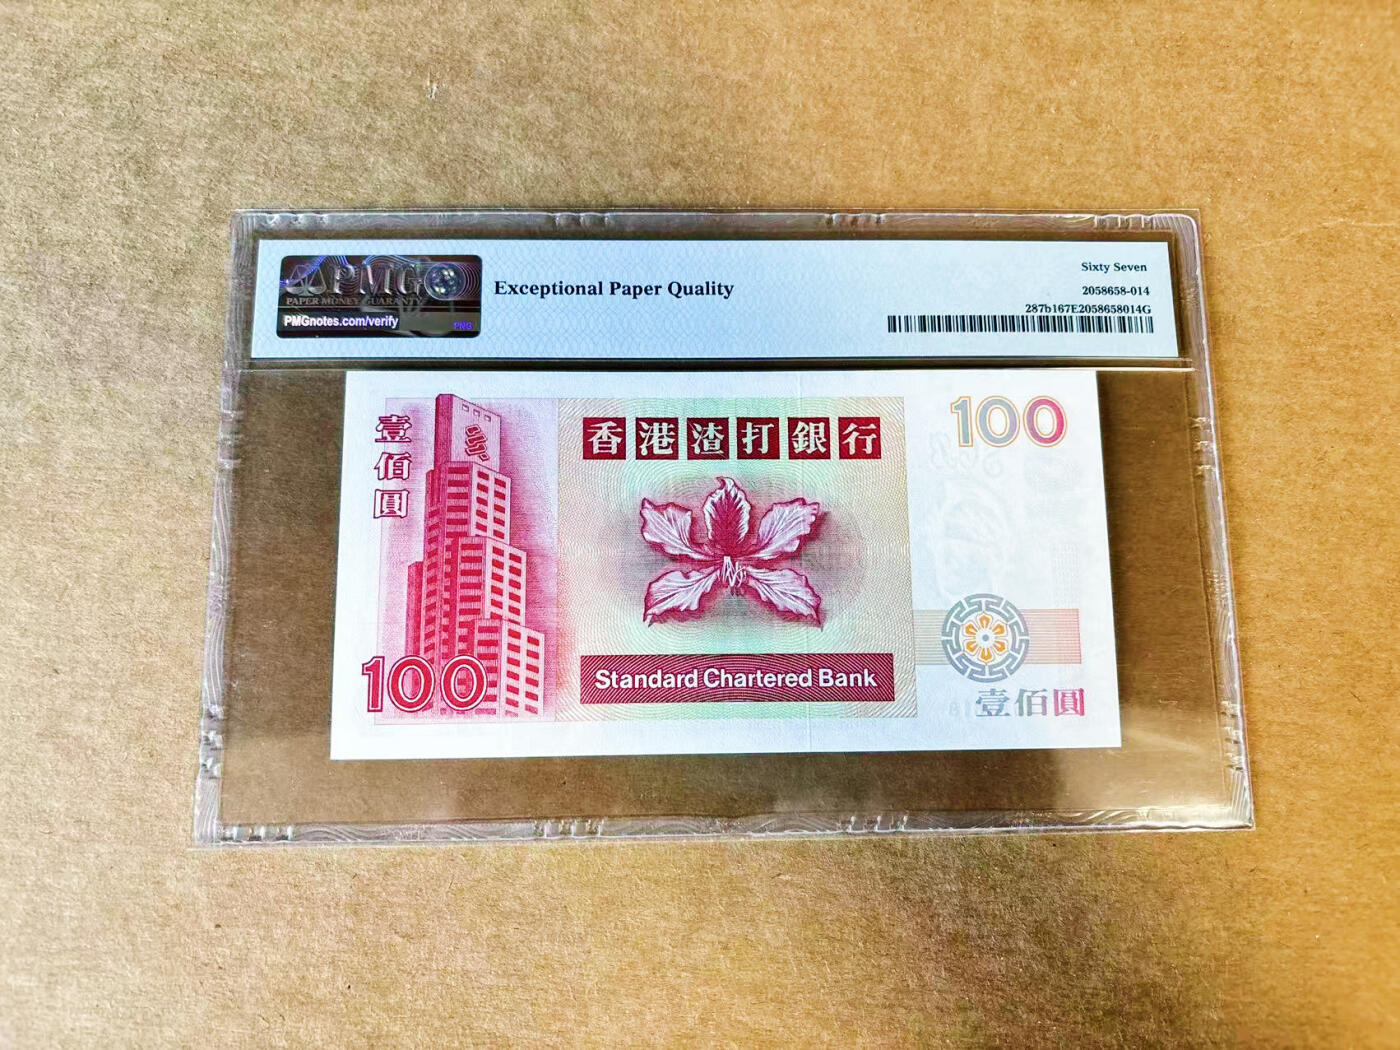 PMG
PAPER MONEY GUARANTY
PMGnotes.com/verify
PNG
Exceptional Paper Quality
Sixty Seven
2058658-014
287b167E2058658014G
壹佰圓
香港渣打銀行
100
100
Standard Chartered Bank
壹佰圓